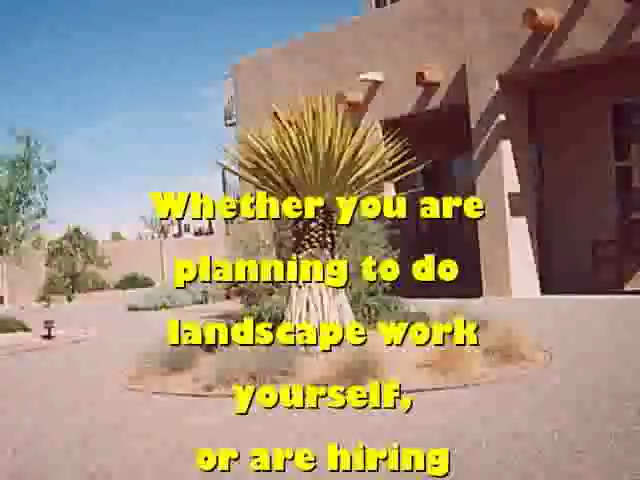 Whether you are
planning to do
landscape work
yourself,
or are hiring